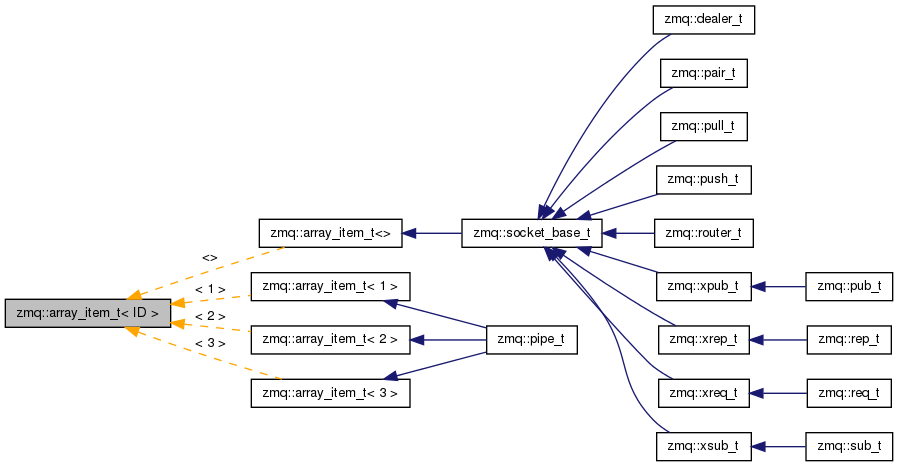 zmq::dealer_t
zmq::pair_t
zmq::pull_t
zmq::push_t
zmq::array_item_t<>
zmq::socket_base_t
zmq::router_t
<>
zmq::array_item_t< 1 >
zmq::xpub_t
zmq::pub_t
< 1 >
zmq::array_item_t< ID >
< 2 >
zmq::array_item_t< 2 >
zmq::pipe_t
zmq::xrep_t
zmq::rep_t
< 3 >
zmq::array_item_t< 3 >
zmq::xreq_t
zmq::req_t
zmq::xsub_t
zmq::sub_t